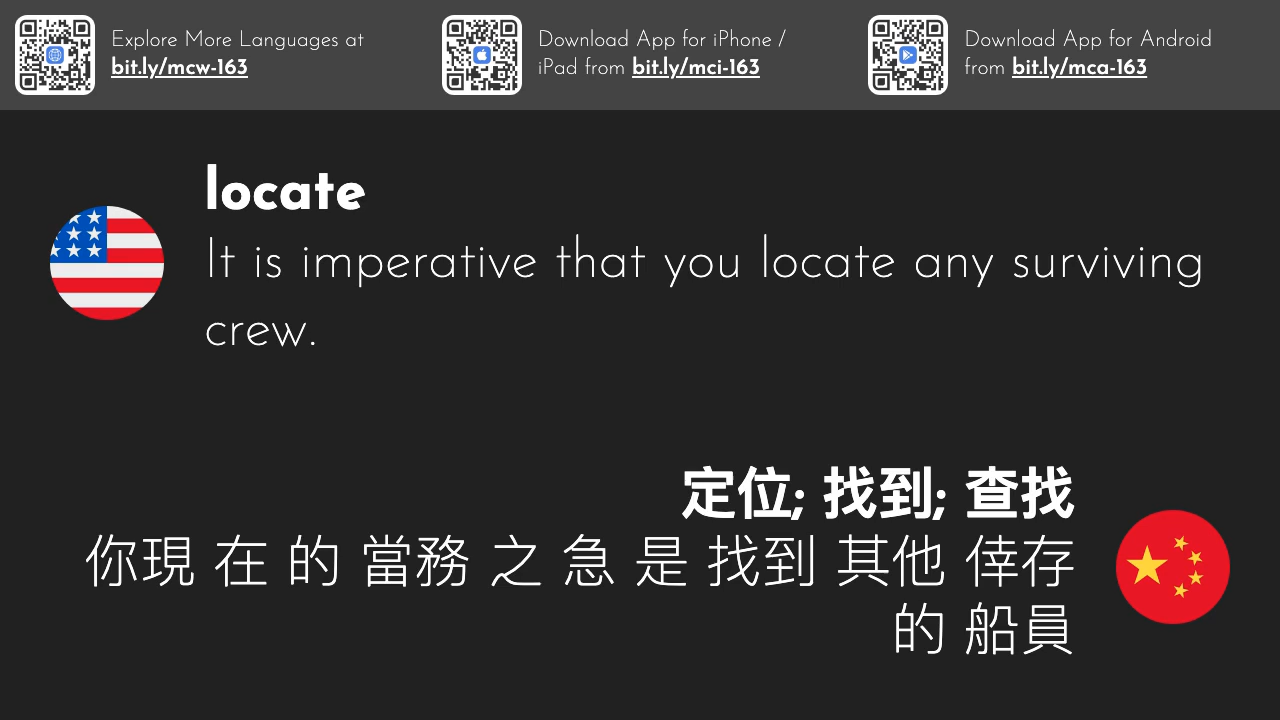 Explore More Languages at
bit.ly/mcw-163
Download App for iPhone /
iPad from bit.ly/mci-163
Download App for Android
from bit.ly/mca-163
locate
It is imperative that you locate any surviving
crew.
定位; 找到; 查找
你現 在 的 當務 之 急 是 找到 其他 倖存
的 船員